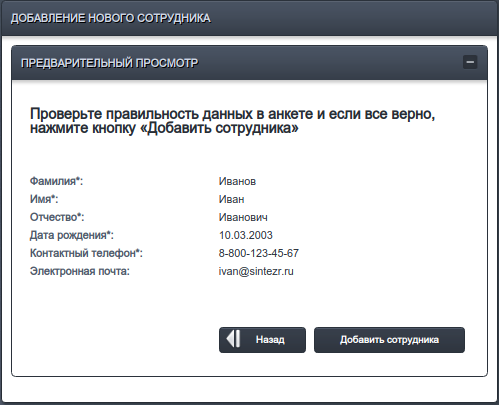 ДОБАВЛЕНИЕ НОВОГО СОТРУДНИКА
ПРЕДВАРИТЕЛЬНЫЙ ПРОСМОТР
Проверьте правильность данных в анкете и если все верно,
нажмите кнопку «Добавить сотрудника»
Фамилия*: Иванов
Имя*: Иван
Отчество*: Иванович
Дата рождения*: 10.03.2003
Контактный телефон*: 8-800-123-45-67
Электронная почта: ivan@sintezr.ru
Назад Добавить сотрудника